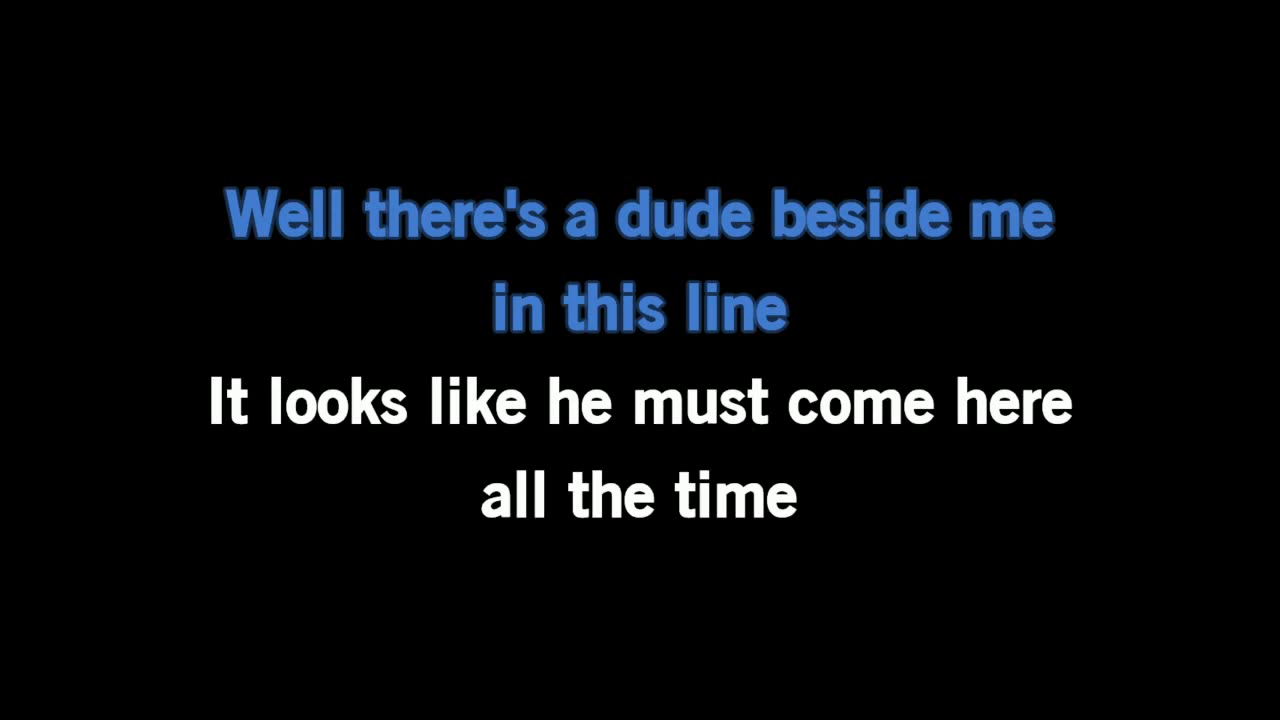 Well there's a dude beside me
in this line
It looks like he must come here
all the time